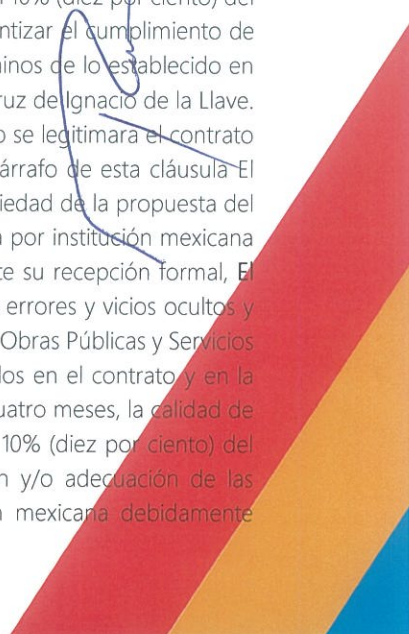 10% (diez por ciento) del
ntizar el cumplimiento de
minos de lo establecido en
ruz de Ignacio de la Llave.
o se legitimara el contrato
árrafo de esta cláusula El
iedad de la propuesta del
a por institución mexicana
te su recepción formal, El
errores y vicios ocultos y
Obras Públicas y Servicios
los en el contrato y en la
uatro meses, la calidad de
10% (diez por ciento) del
n y/o adecuación de las
n mexicana debidamente